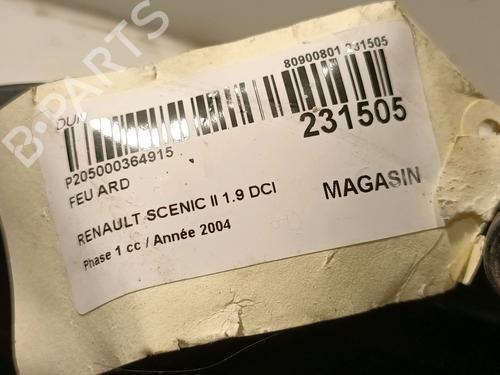 B-PARTS
DUN
80900801 231505
P205000364915
231505
FEU ARD
RENAULT SCENIC II 1.9 DCI
MAGASIN
Phase 1 cc / Année 2004